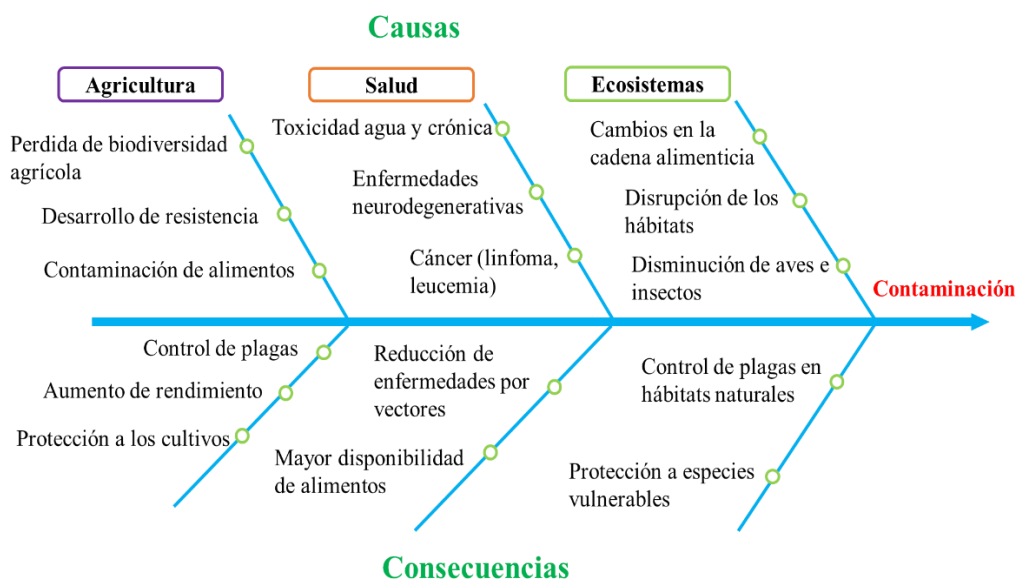 Causas
Agricultura
Salud
Ecosistemas
Perdida de biodiversidad
agrícola
Desarrollo de resistencia
Contaminación de alimentos
Toxicidad agua y crónica
Enfermedades
neurodegenerativas
Cáncer (linfoma,
leucemia)
Cambios en la
cadena alimenticia
Disrupción de los
hábitats
Disminución de aves e
insectos
Contaminación
Control de plagas
Aumento de rendimiento
Protección a los cultivos
Reducción de
enfermedades por
vectores
Mayor disponibilidad
de alimentos
Control de plagas en
hábitats naturales
Protección a especies
vulnerables
Consecuencias